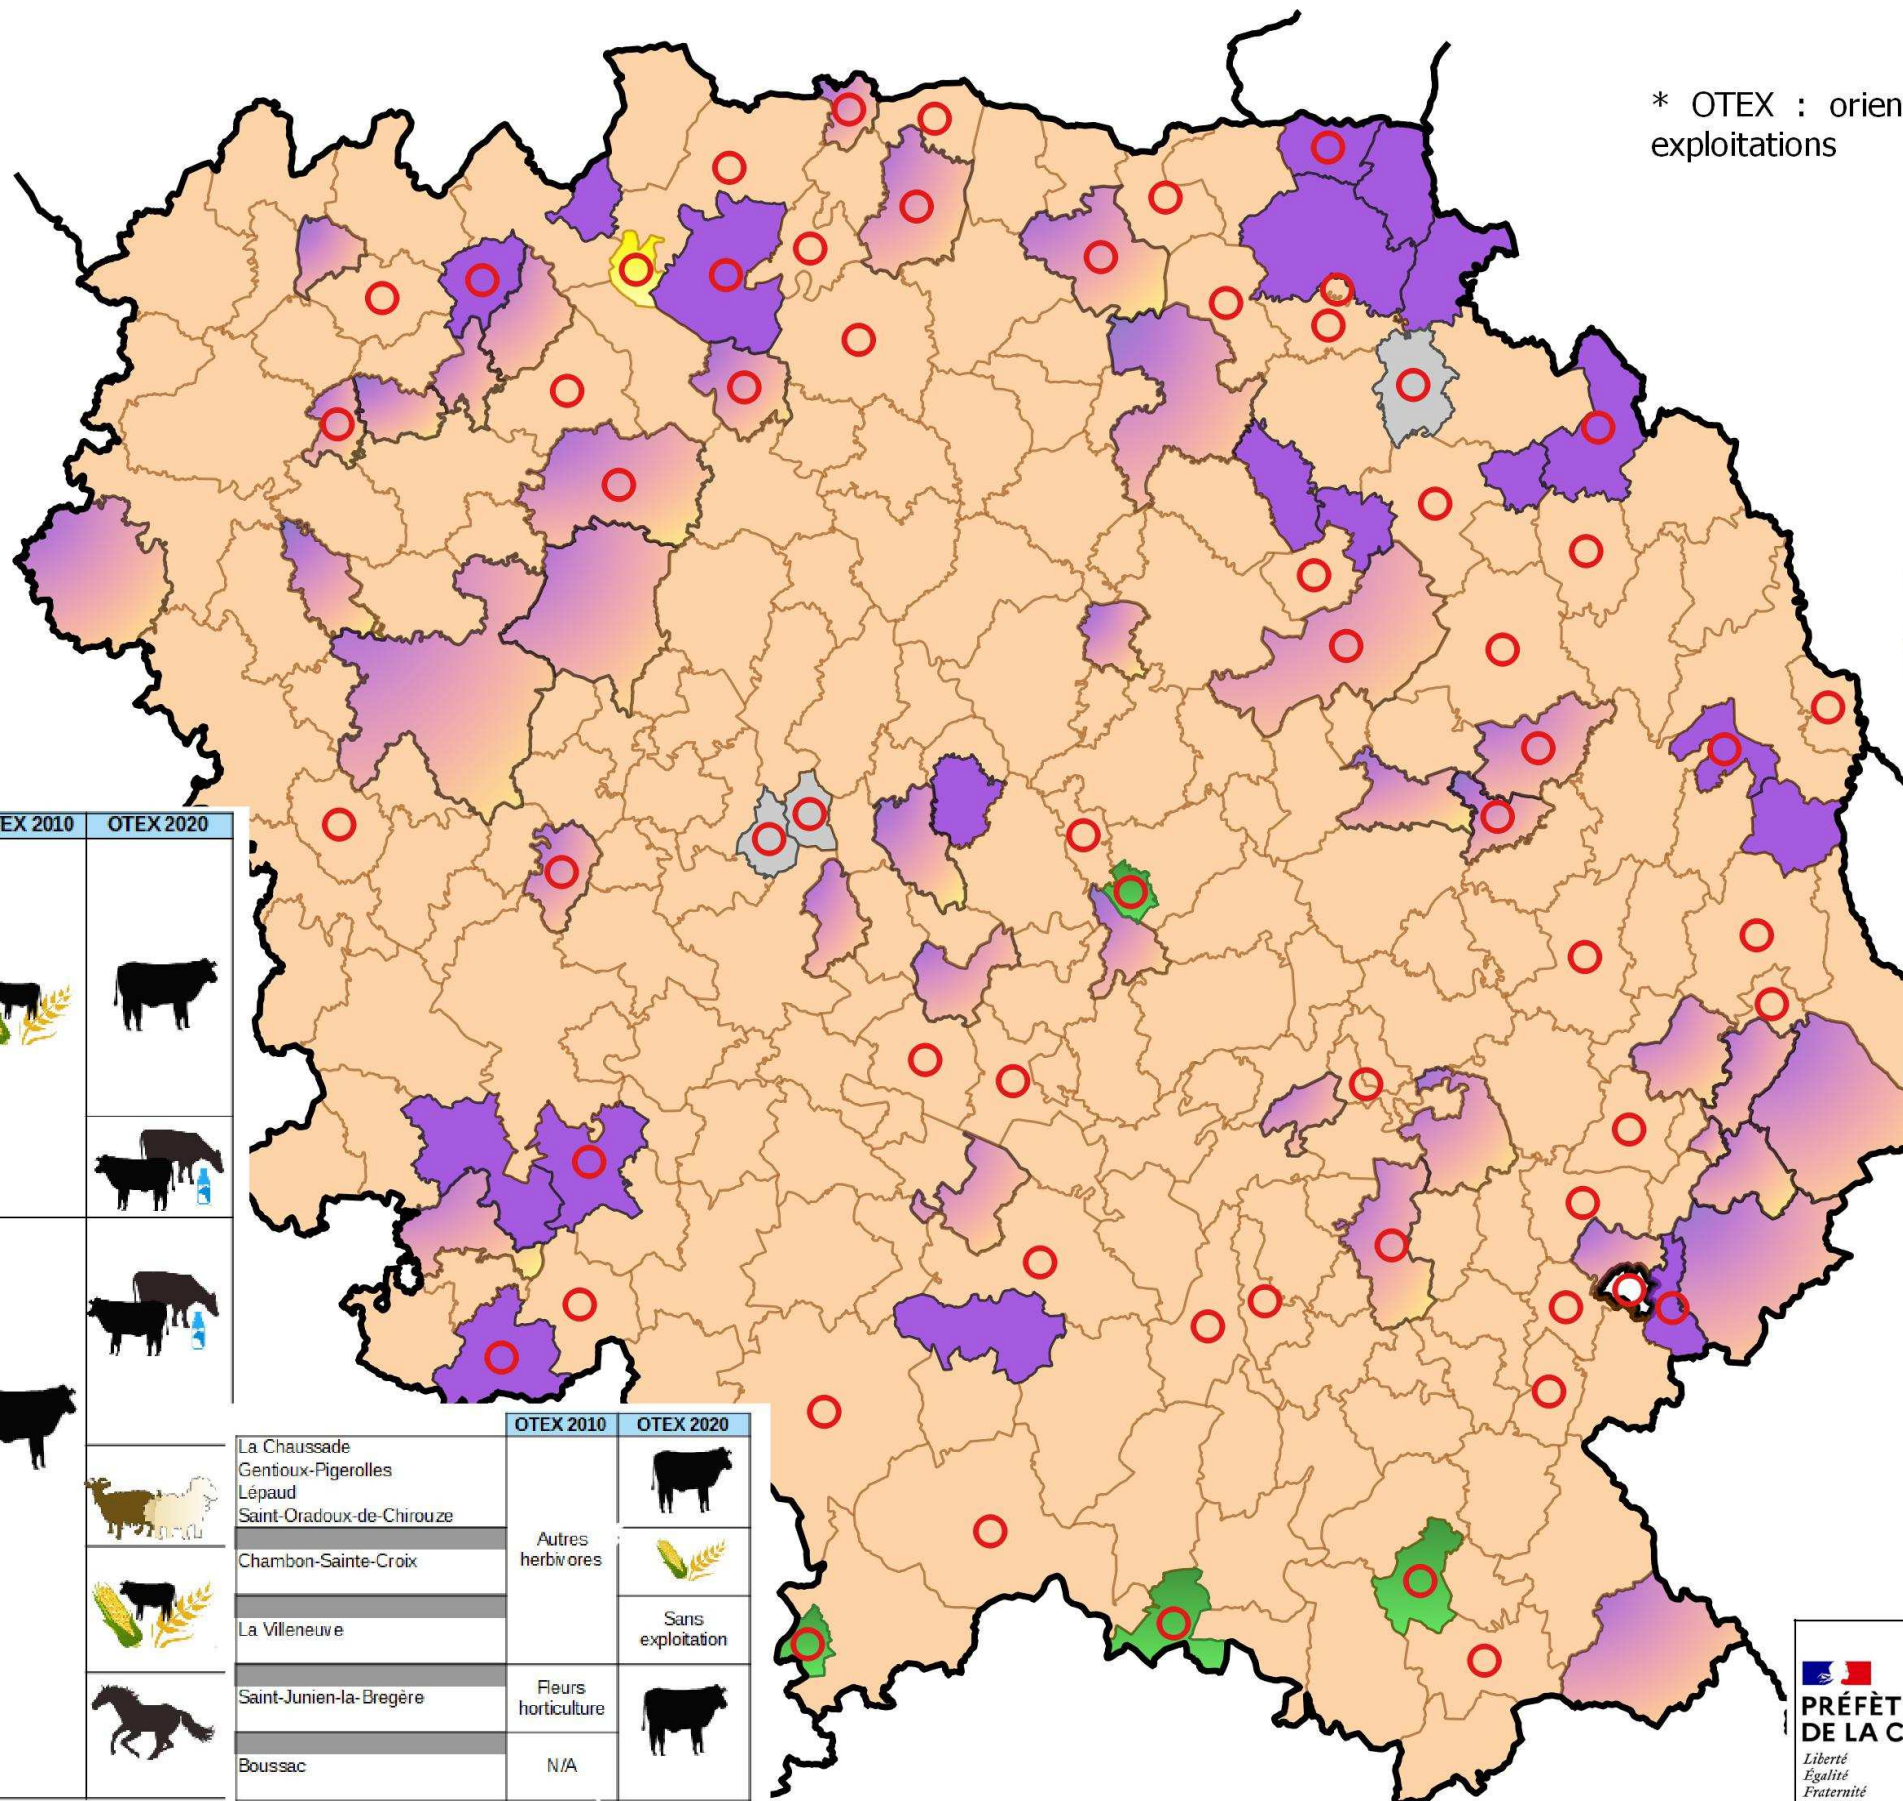 * OTEX : orien
exploitations
EX 2010 OTEX 2020
OTEX 2010 OTEX 2020
La Chaussade
Gentioux-Pigerolles
Lépaud
Saint-Oradoux-de-Chirouze
Autres
herbivores
Chambon-Sainte-Croix
La Villeneuve
Sans
exploitation
Saint-Junien-la-Bregère
Fleurs
horticulture
Boussac
N/A
PRÉFÈT
DE LA C
Liberté
Égalité
Fraternité